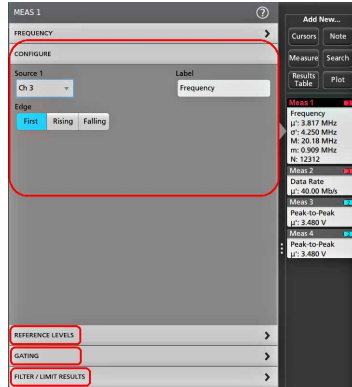 MEAS 1
?
FREQUENCY
CONFIGURE
Source 1
Label
Ch 3
Frequency
Edge
First Rising Falling
REFERENCE LEVELS
GATING
FILTER / LIMIT RESULTS
Add New...
Cursors Note
Measure Search
Results Table Plot
Meas 1
Frequency
μ': 3.817 MHz
σ': 4.250 MHz
M: 20.18 MHz
m: 0.909 MHz
N: 12312
Meas 2
Data Rate
μ': 40.00 Mb/s
Meas 3
Peak-to-Peak
μ': 3.480 V
Meas 4
Peak-to-Peak
μ': 3.480 V